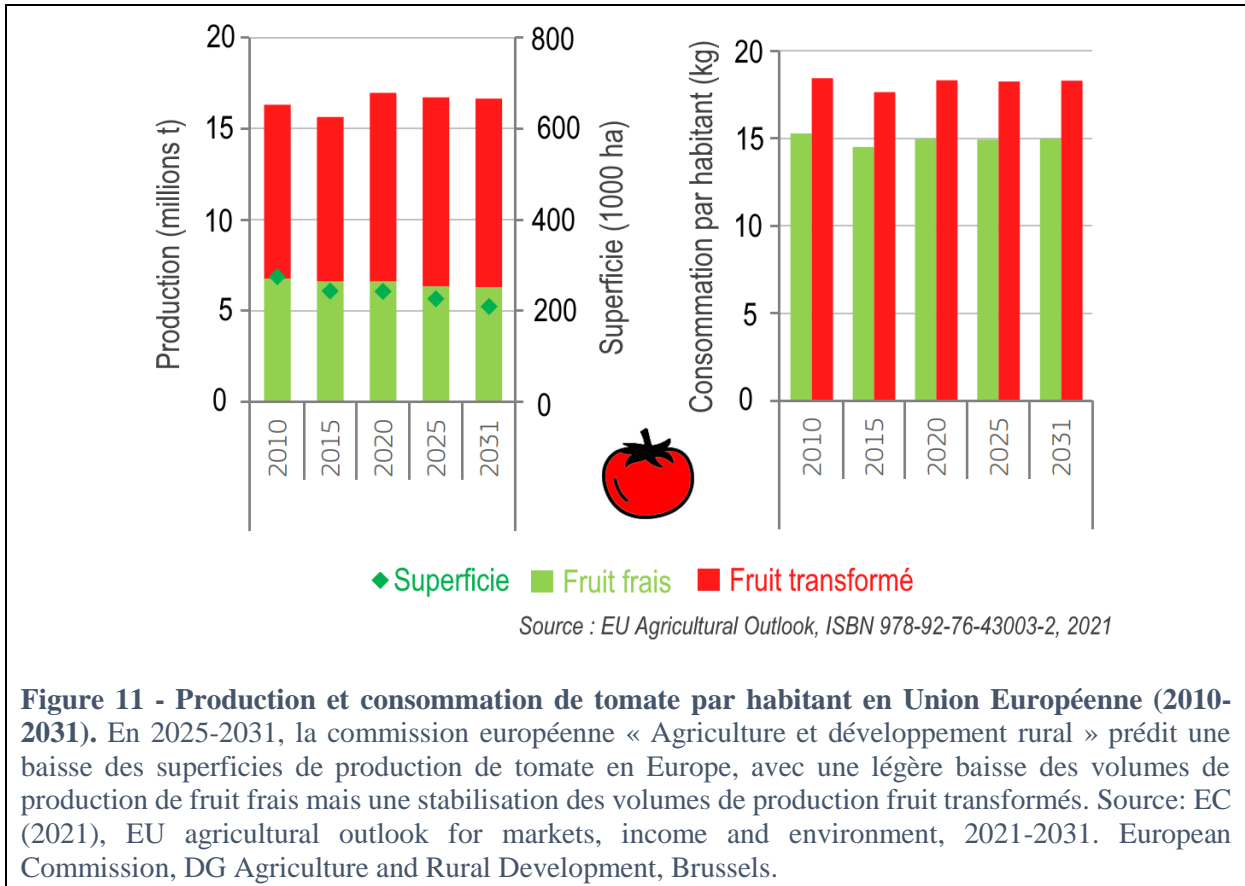 Production (millions t)
20
15
10
5
0
2010
2015
2020
2025
2031
800
600
400
200
0
Superficie (1000 ha)
Consommation par habitant (kg)
20
15
10
5
0
2010
2015
2020
2025
2031
Superficie Fruit frais Fruit transformé
Source : EU Agricultural Outlook, ISBN 978-92-76-43003-2, 2021
Figure 11 - Production et consommation de tomate par habitant en Union Européenne (2010-
2031). En 2025-2031, la commission européenne « Agriculture et développement rural » prédit une
baisse des superficies de production de tomate en Europe, avec une légère baisse des volumes de
production de fruit frais mais une stabilisation des volumes de production fruit transformés. Source: EC
(2021), EU agricultural outlook for markets, income and environment, 2021-2031. European
Commission, DG Agriculture and Rural Development, Brussels.